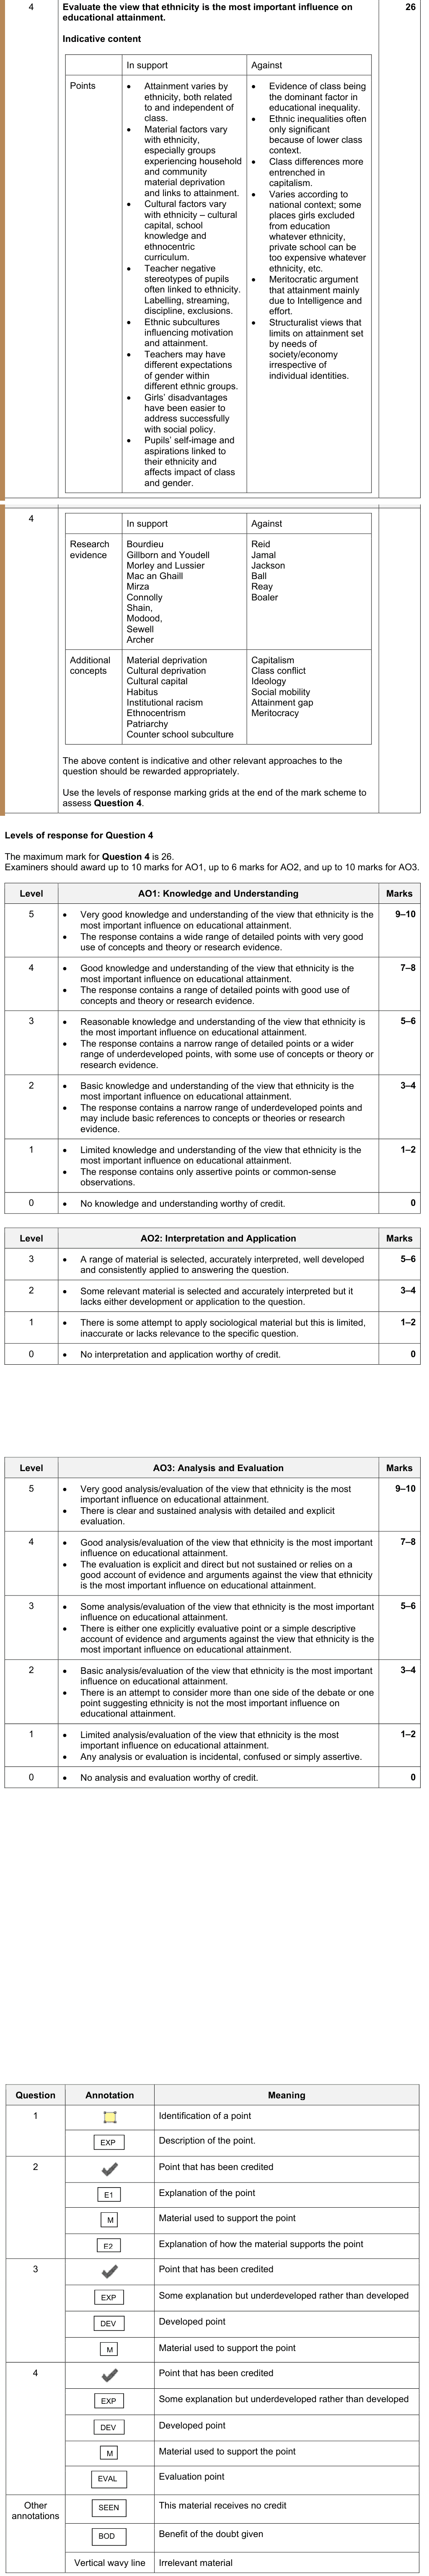 4
Evaluate the view that ethnicity is the most important influence on
educational attainment.
26
Indicative content
In support
Against
Points
• Attainment varies by
ethnicity, both related
to and independent of
class.
• Material factors vary
with ethnicity,
especially groups
experiencing household
and community
material deprivation
and links to attainment.
• Cultural factors vary
with ethnicity – cultural
capital, school
knowledge and
ethnocentric
curriculum.
• Teacher negative
stereotypes of pupils
often linked to ethnicity.
Labelling, streaming,
discipline, exclusions.
• Ethnic subcultures
influencing motivation
and attainment.
• Teachers may have
different expectations
of gender within
different ethnic groups.
• Girls’ disadvantages
have been easier to
address successfully
with social policy.
• Pupils’ self-image and
aspirations linked to
their ethnicity and
affects impact of class
and gender.
• Evidence of class being
the dominant factor in
educational inequality.
• Ethnic inequalities often
only significant
because of lower class
context.
• Class differences more
entrenched in
capitalism.
• Varies according to
national context; some
places girls excluded
from education
whatever ethnicity,
private school can be
too expensive whatever
ethnicity, etc.
• Meritocratic argument
that attainment mainly
due to Intelligence and
effort.
• Structuralist views that
limits on attainment set
by needs of
society/economy
irrespective of
individual identities.
4
In support
Against
Research
evidence
Bourdieu
Gillborn and Youdell
Morley and Lussier
Mac an Ghaill
Mirza
Connolly
Shain,
Modood,
Sewell
Archer
Reid
Jamal
Jackson
Ball
Reay
Boaler
Additional
concepts
Material deprivation
Cultural deprivation
Cultural capital
Habitus
Institutional racism
Ethnocentrism
Patriarchy
Counter school subculture
Capitalism
Class conflict
Ideology
Social mobility
Attainment gap
Meritocracy
The above content is indicative and other relevant approaches to the
question should be rewarded appropriately.
Use the levels of response marking grids at the end of the mark scheme to
assess Question 4.
Levels of response for Question 4
The maximum mark for Question 4 is 26.
Examiners should award up to 10 marks for AO1, up to 6 marks for AO2, and up to 10 marks for AO3.
Level AO1: Knowledge and Understanding Marks
5 • Very good knowledge and understanding of the view that ethnicity is the 9–10
most important influence on educational attainment.
• The response contains a wide range of detailed points with very good
use of concepts and theory or research evidence.
4 • Good knowledge and understanding of the view that ethnicity is the 7–8
most important influence on educational attainment.
• The response contains a range of detailed points with good use of
concepts and theory or research evidence.
3 • Reasonable knowledge and understanding of the view that ethnicity is 5–6
the most important influence on educational attainment.
• The response contains a narrow range of detailed points or a wider
range of underdeveloped points, with some use of concepts or theory or
research evidence.
2 • Basic knowledge and understanding of the view that ethnicity is the 3–4
most important influence on educational attainment.
• The response contains a narrow range of underdeveloped points and
may include basic references to concepts or theories or research
evidence.
1 • Limited knowledge and understanding of the view that ethnicity is the 1–2
most important influence on educational attainment.
• The response contains only assertive points or common-sense
observations.
0 • No knowledge and understanding worthy of credit. 0
Level AO2: Interpretation and Application Marks
3 • A range of material is selected, accurately interpreted, well developed 5–6
and consistently applied to answering the question.
2 • Some relevant material is selected and accurately interpreted but it 3–4
lacks either development or application to the question.
1 • There is some attempt to apply sociological material but this is limited, 1–2
inaccurate or lacks relevance to the specific question.
0 • No interpretation and application worthy of credit. 0
Level AO3: Analysis and Evaluation Marks
5 • Very good analysis/evaluation of the view that ethnicity is the most 9–10
important influence on educational attainment.
• There is clear and sustained analysis with detailed and explicit
evaluation.
4 • Good analysis/evaluation of the view that ethnicity is the most important 7–8
influence on educational attainment.
• The evaluation is explicit and direct but not sustained or relies on a
good account of evidence and arguments against the view that ethnicity
is the most important influence on educational attainment.
3 • Some analysis/evaluation of the view that ethnicity is the most important 5–6
influence on educational attainment.
• There is either one explicitly evaluative point or a simple descriptive
account of evidence and arguments against the view that ethnicity is the
most important influence on educational attainment.
2 • Basic analysis/evaluation of the view that ethnicity is the most 3–4
important influence on educational attainment.
• There is an attempt to consider more than one side of the debate or one
point suggesting ethnicity is not the most important influence on
educational attainment.
1 • Limited analysis/evaluation of the view that ethnicity is the most 1–2
important influence on educational attainment.
• Any analysis or evaluation is incidental, confused or simply assertive.
0 • No analysis and evaluation worthy of credit. 0
Question Annotation Meaning
1 Identification of a point
EXP Description of the point.
2 Point that has been credited
E1 Explanation of the point
M Material used to support the point
E2 Explanation of how the material supports the point
3 Point that has been credited
EXP Some explanation but underdeveloped rather than developed
DEV Developed point
M Material used to support the point
4 Point that has been credited
EXP Some explanation but underdeveloped rather than developed
DEV Developed point
M Material used to support the point
EVAL Evaluation point
Other
annotations
SEEN This material receives no credit
BOD Benefit of the doubt given
Vertical wavy line Irrelevant material